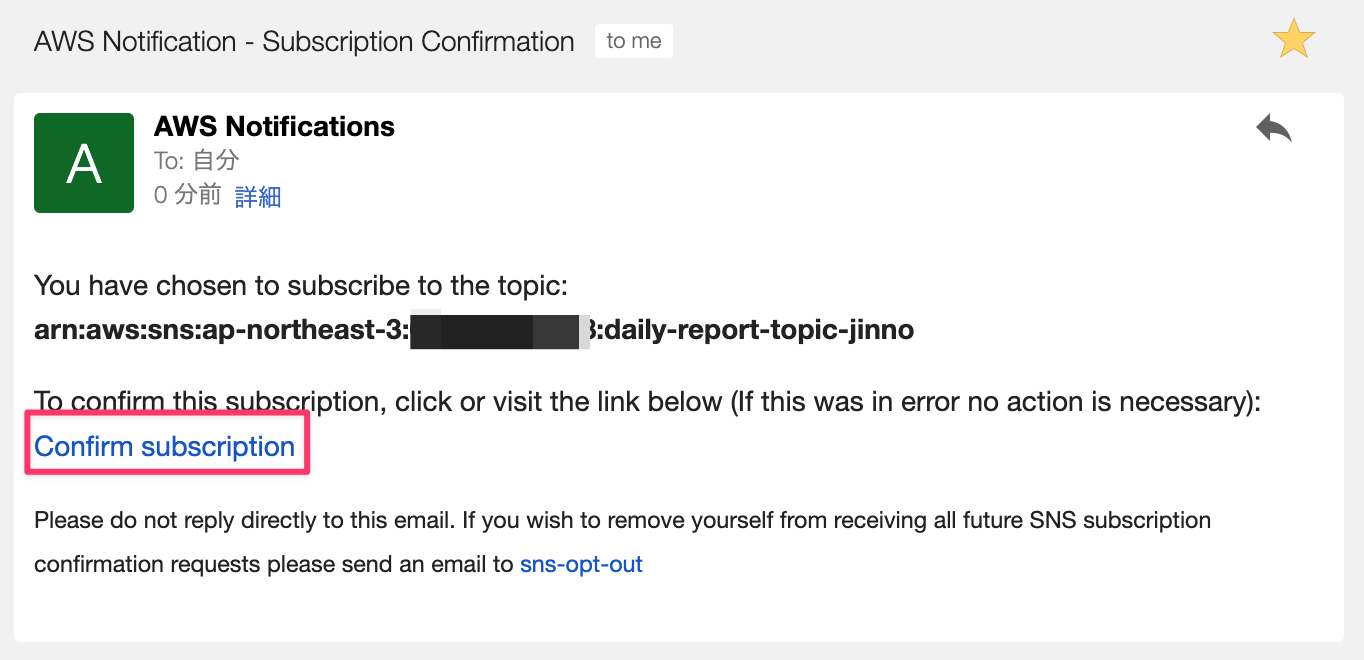 AWS Notification - Subscription Confirmation to me
A
AWS Notifications
To: 自分
0 分前 詳細
You have chosen to subscribe to the topic:
arn:aws:sns:ap-northeast-3: :daily-report-topic-jinno
To confirm this subscription, click or visit the link below (If this was in error no action is necessary):
Confirm subscription
Please do not reply directly to this email. If you wish to remove yourself from receiving all future SNS subscription
confirmation requests please send an email to sns-opt-out